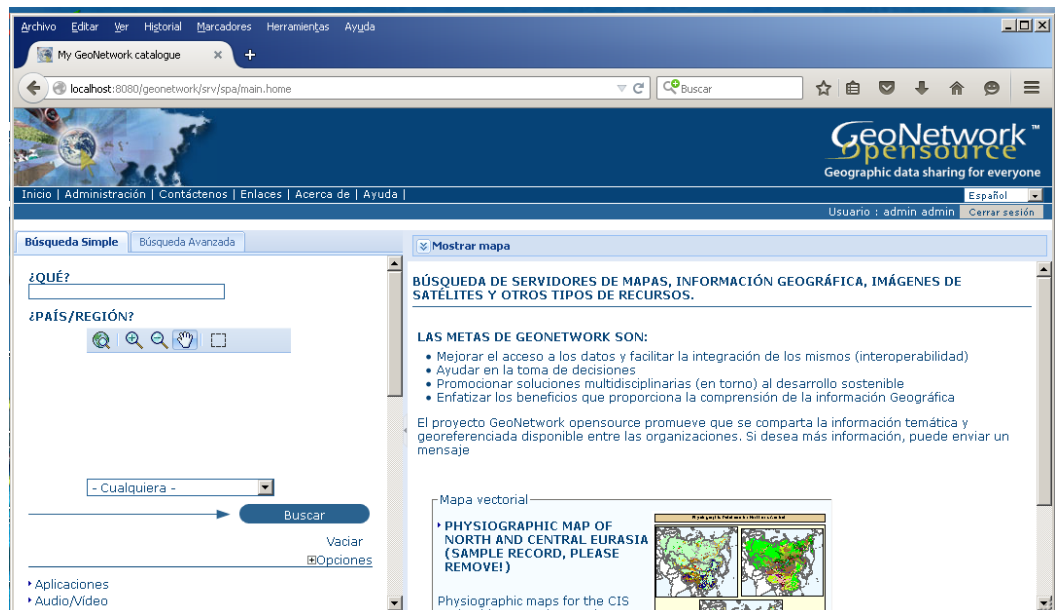 Archivo Editar Ver Historial Marcadores Herramientas Ayuda
My GeoNetwork catalogue
localhost:8080/geonetwork/srv/spa/main.home
Buscar
GeoNetwork™
Opensource
Geographic data sharing for everyone
Inicio | Administración | Contáctenos | Enlaces | Acerca de | Ayuda |
Español
Usuario : admin admin Cerrar sesión
Búsqueda Simple Búsqueda Avanzada
¿QUÉ?
¿PAÍS/REGIÓN?
- Cualquiera -
Buscar
Vaciar
Opciones
Aplicaciones
Audio/Vídeo
Mostrar mapa
BÚSQUEDA DE SERVIDORES DE MAPAS, INFORMACIÓN GEOGRÁFICA, IMÁGENES DE
SATÉLITES Y OTROS TIPOS DE RECURSOS.
LAS METAS DE GEONETWORK SON:
• Mejorar el acceso a los datos y facilitar la integración de los mismos (interoperabilidad)
• Ayudar en la toma de decisiones
• Promocionar soluciones multidisciplinarias (en torno) al desarrollo sostenible
• Enfatizar los beneficios que proporciona la comprensión de la información Geográfica
El proyecto GeoNetwork opensource promueve que se comparta la información temática y
georeferenciada disponible entre las organizaciones. Si desea más información, puede enviar un
mensaje
Mapa vectorial
PHYSIOGRAPHIC MAP OF
NORTH AND CENTRAL EURASIA
(SAMPLE RECORD, PLEASE
REMOVE!)
Physiographic maps for the CIS